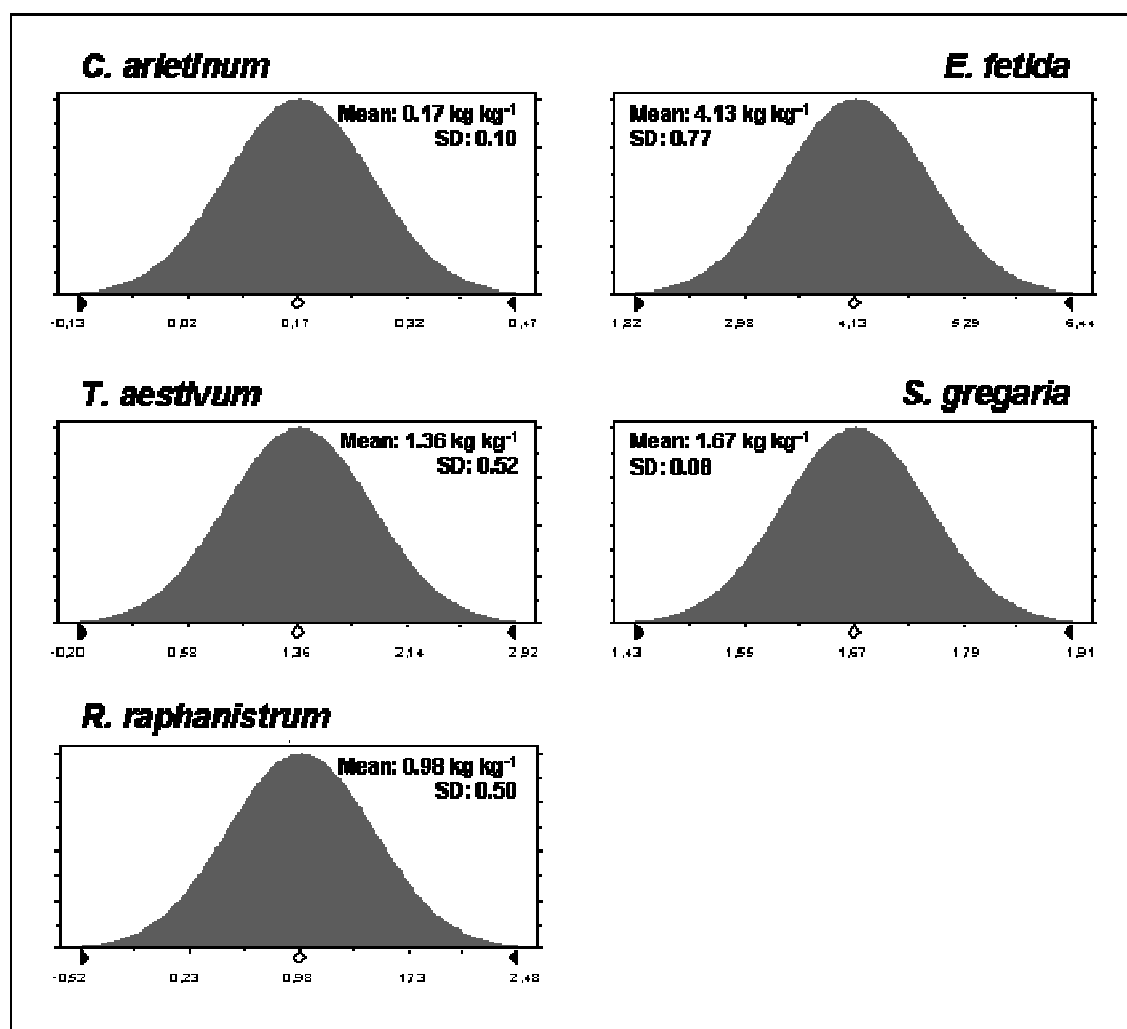 C. arietinum
Mean: 0.17 kg kg-1
SD: 0.10
-0,13 0,02 0,17 0,32 0,47
E. fetida
Mean: 4.13 kg kg-1
SD: 0.77
1,82 2,98 4,13 5,29 6,44
T. aestivum
Mean: 1.36 kg kg-1
SD: 0.52
-0,20 0,58 1,36 2,14 2,92
S. gregaria
Mean: 1.67 kg kg-1
SD: 0.08
1,43 1,55 1,67 1,79 1,91
R. raphanistrum
Mean: 0.98 kg kg-1
SD: 0.50
-0,52 0,23 0,98 1,73 2,48